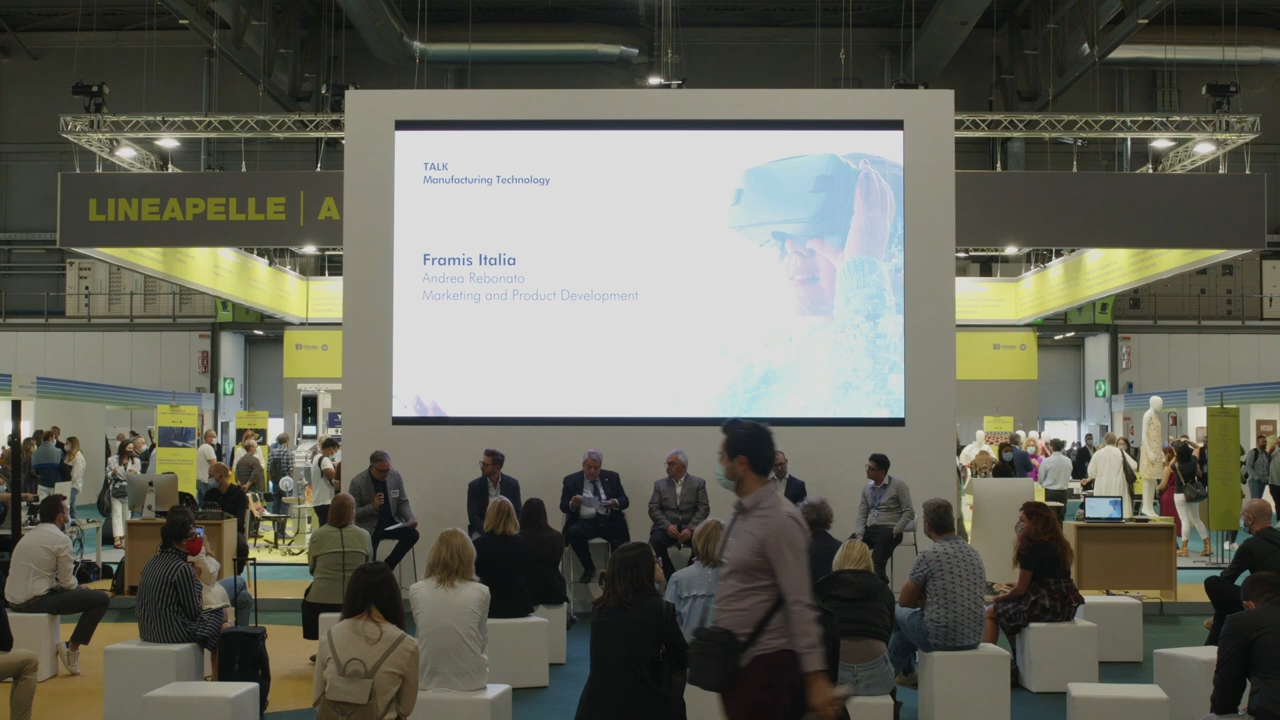 TALK
Manufacturing Technology
LINEAPELLE | A
Framis Italia
Andrea Rebonato
Marketing and Product Development